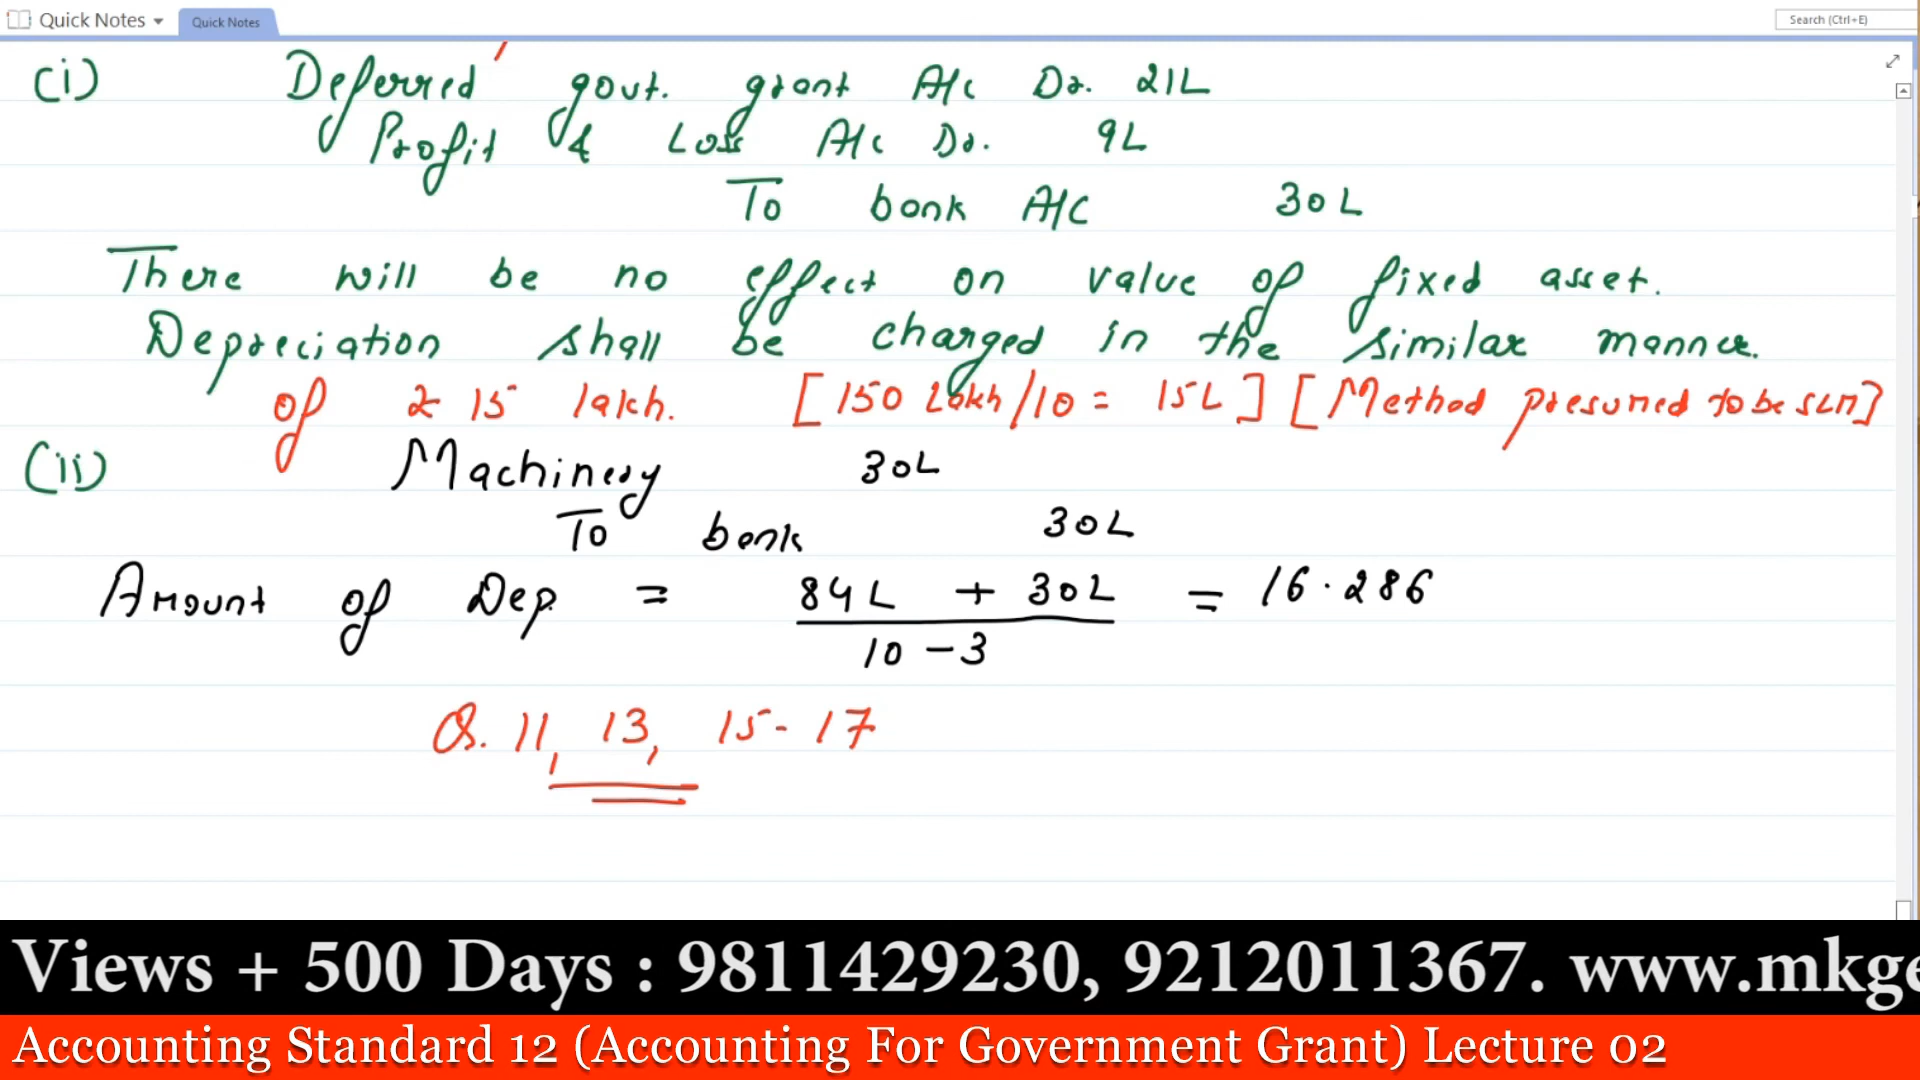 Quick Notes
Quick Notes
Search (Ctrl+E)
(i) Deferred govt. grant A/c Dr. 21L
Profit & Loss A/c Dr. 9L
To bank A/C 30L
There will be no effect on value of fixed asset.
Depreciation shall be charged in the similar manner.
of ₹ 15 lakh. [150 Lakh/10 = 15L] [Method presumed to be SLM]
(ii) Machinery 30L
To bank 30L
Amount of Dep. = 84L + 30L = 16.286
10 - 3
Q. 11, 13, 15-17
Views + 500 Days : 9811429230, 9212011367. www.mkge
Accounting Standard 12 (Accounting For Government Grant) Lecture 02